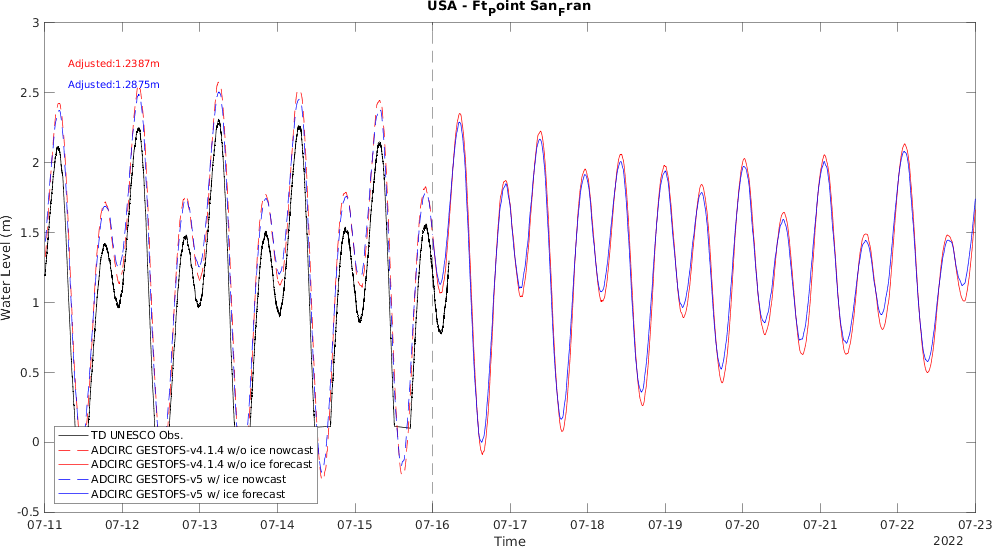 USA - Ft_Point San_Fran
Adjusted:1.2387m
Adjusted:1.2875m
Water Level (m)
3
2.5
2
1.5
1
0.5
0
-0.5
TD UNESCO Obs.
ADCIRC GESTOFS-v4.1.4 w/o ice nowcast
ADCIRC GESTOFS-v4.1.4 w/o ice forecast
ADCIRC GESTOFS-v5 w/ ice nowcast
ADCIRC GESTOFS-v5 w/ ice forecast
07-11 07-12 07-13 07-14 07-15 07-16 07-17 07-18 07-19 07-20 07-21 07-22 07-23
Time
2022